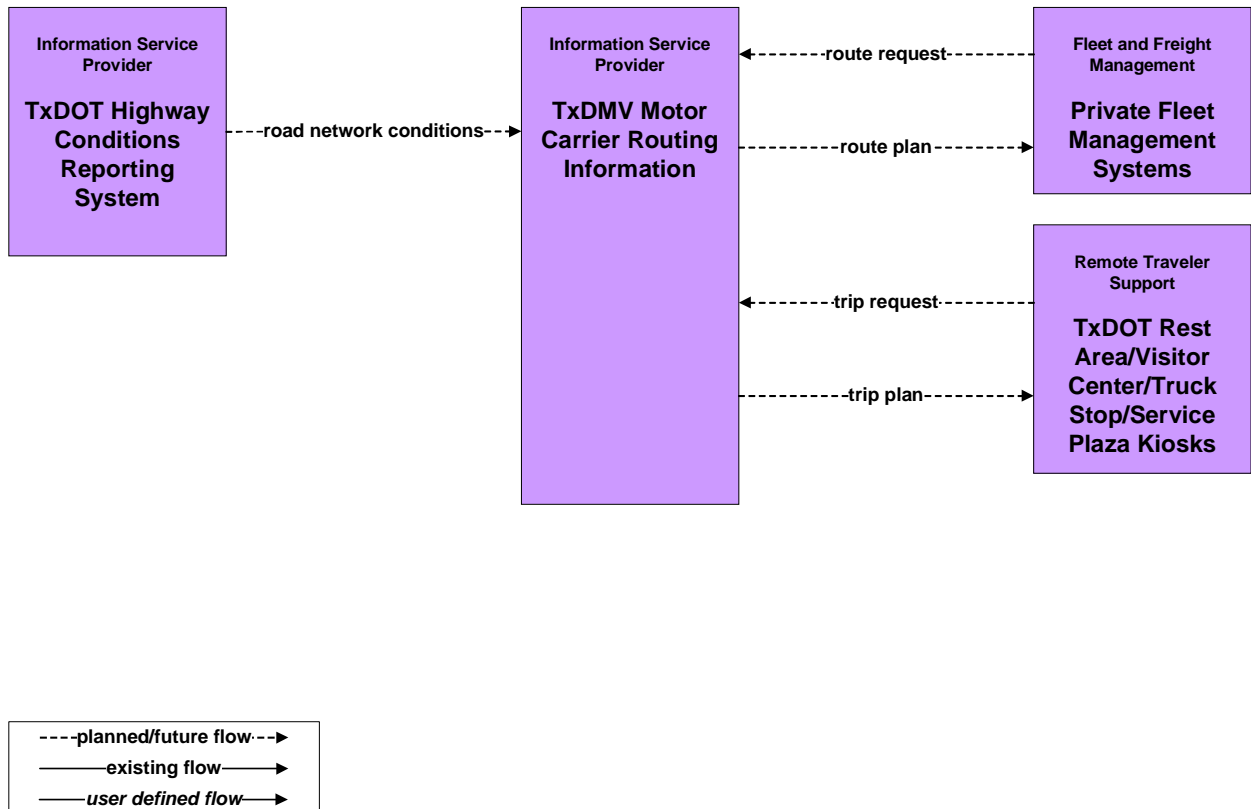 Information Service
Provider
TxDOT Highway
Conditions
Reporting
System
road network conditions
Information Service
Provider
TxDMV Motor
Carrier Routing
Information
route request
route plan
trip request
trip plan
Fleet and Freight
Management
Private Fleet
Management
Systems
Remote Traveler
Support
TxDOT Rest
Area/Visitor
Center/Truck
Stop/Service
Plaza Kiosks
planned/future flow
existing flow
user defined flow